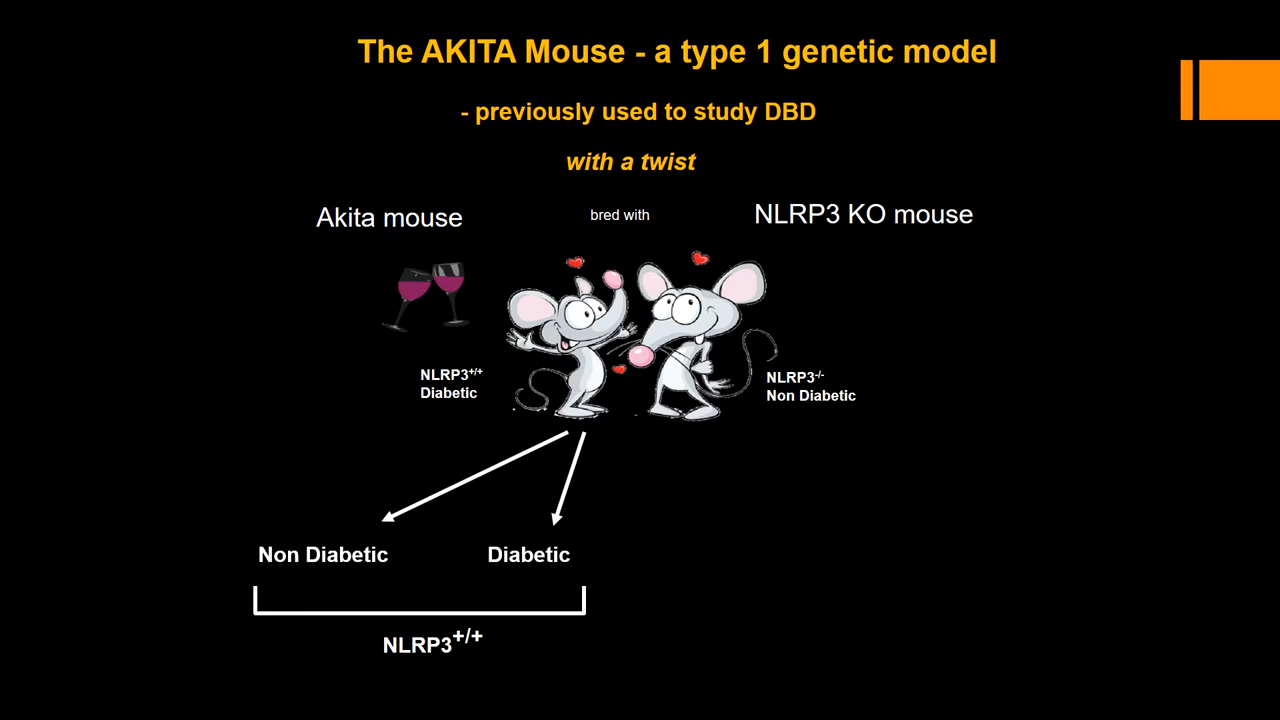 The AKITA Mouse - a type 1 genetic model
- previously used to study DBD
with a twist
Akita mouse
bred with
NLRP3 KO mouse
NLRP3+/+
Diabetic
NLRP3-/-
Non Diabetic
Non Diabetic
Diabetic
NLRP3+/+